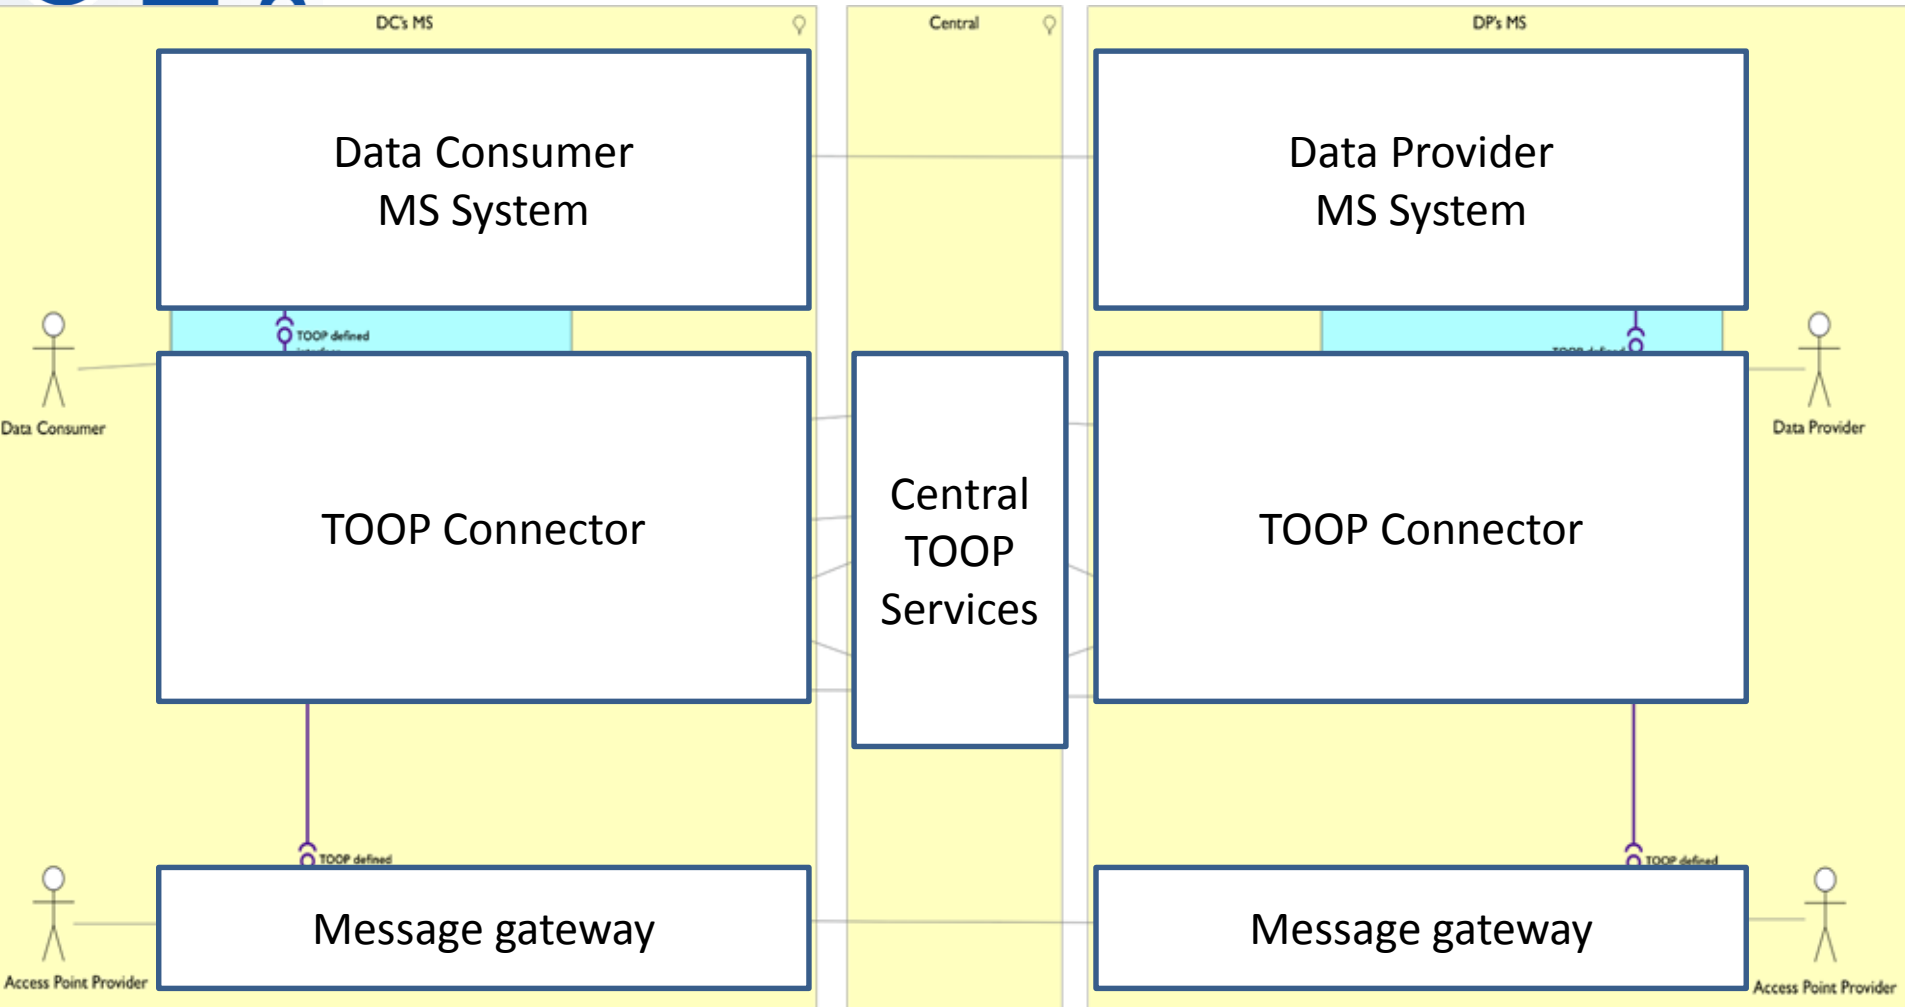 DC's MS
Central
DP's MS
Data Consumer
MS System
Data Provider
MS System
TOOP defined
TOOP defined
Data Consumer
Data Provider
TOOP Connector
Central
TOOP
Services
TOOP Connector
TOOP defined
TOOP defined
Message gateway
Message gateway
Access Point Provider
Access Point Provider